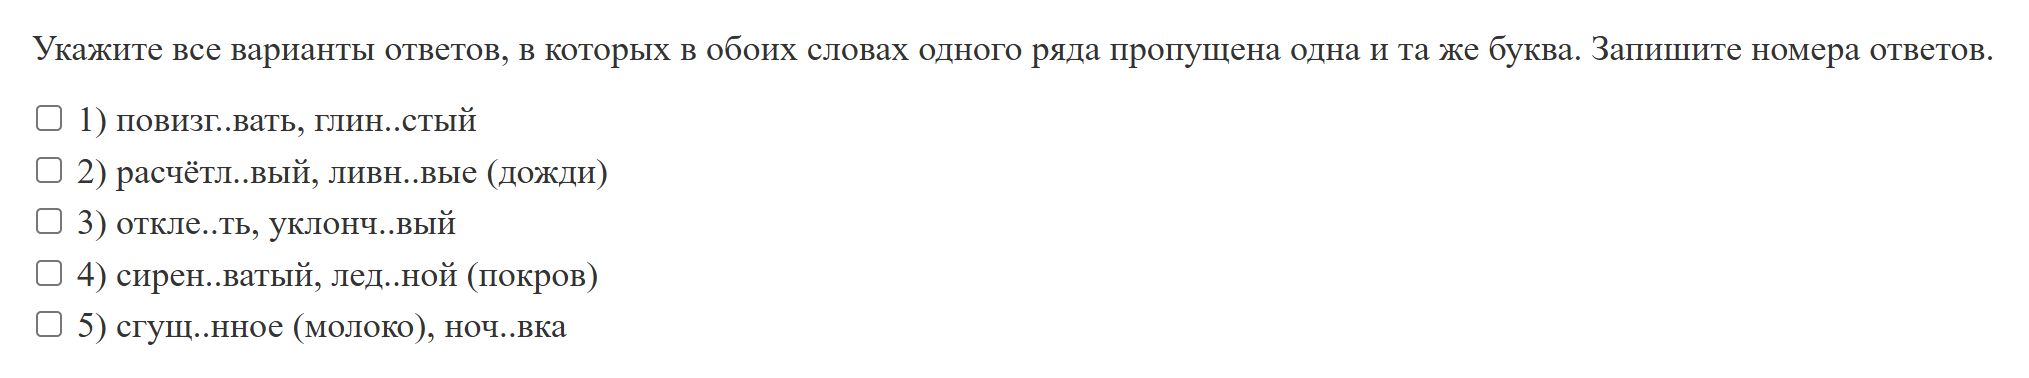 Укажите все варианты ответов, в которых в обоих словах одного ряда пропущена одна и та же буква. Запишите номера ответов.
1) повизг..вать, глин..стый
2) расчётл..вый, ливн..вые (дожди)
3) откле..ть, уклонч..вый
4) сирен..ватый, лед..ной (покров)
5) сгущ..нное (молоко), ноч..вка